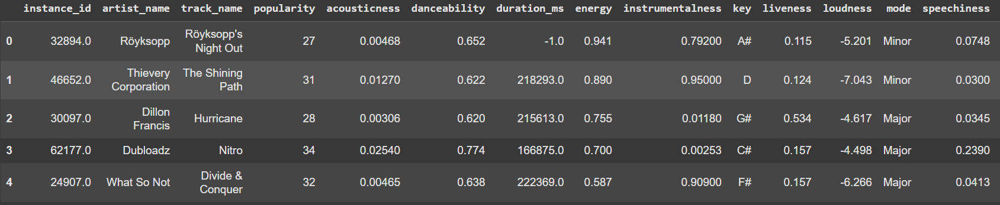 instance_id artist_name track_name popularity acousticness danceability duration_ms energy instrumentalness key liveness loudness mode speechiness
0 32894.0 Röyksopp Röyksopp's Night Out 27 0.00468 0.652 -1.0 0.941 0.79200 A# 0.115 -5.201 Minor 0.0748
1 46652.0 Thievery Corporation The Shining Path 31 0.01270 0.622 218293.0 0.890 0.95000 D 0.124 -7.043 Minor 0.0300
2 30097.0 Dillon Francis Hurricane 28 0.00306 0.620 215613.0 0.755 0.01180 G# 0.534 -4.617 Major 0.0345
3 62177.0 Dubloadz Nitro 34 0.02540 0.774 166875.0 0.700 0.00253 C# 0.157 -4.498 Major 0.2390
4 24907.0 What So Not Divide & Conquer 32 0.00465 0.638 222369.0 0.587 0.90900 F# 0.157 -6.266 Major 0.0413